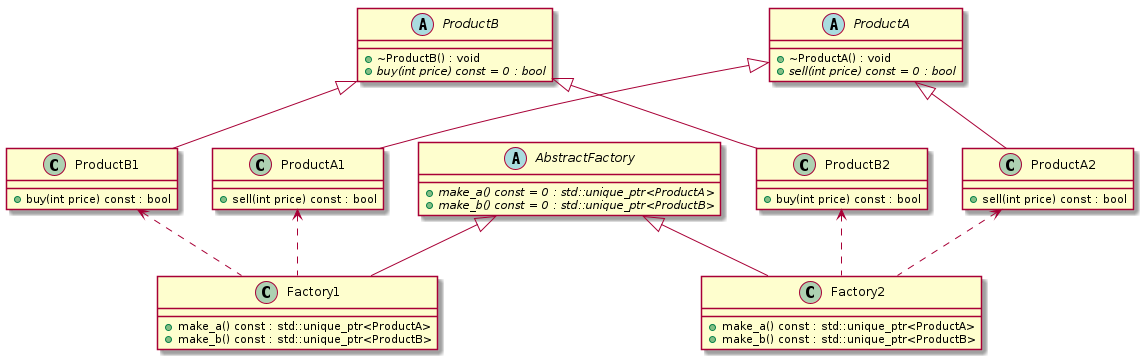 A ProductB
~ProductB() : void
buy(int price) const = 0 : bool
A ProductA
~ProductA() : void
sell(int price) const = 0 : bool
C ProductB1
buy(int price) const : bool
C ProductA1
sell(int price) const : bool
A AbstractFactory
make_a() const = 0 : std::unique_ptr<ProductA>
make_b() const = 0 : std::unique_ptr<ProductB>
C ProductB2
buy(int price) const : bool
C ProductA2
sell(int price) const : bool
C Factory1
make_a() const : std::unique_ptr<ProductA>
make_b() const : std::unique_ptr<ProductB>
C Factory2
make_a() const : std::unique_ptr<ProductA>
make_b() const : std::unique_ptr<ProductB>